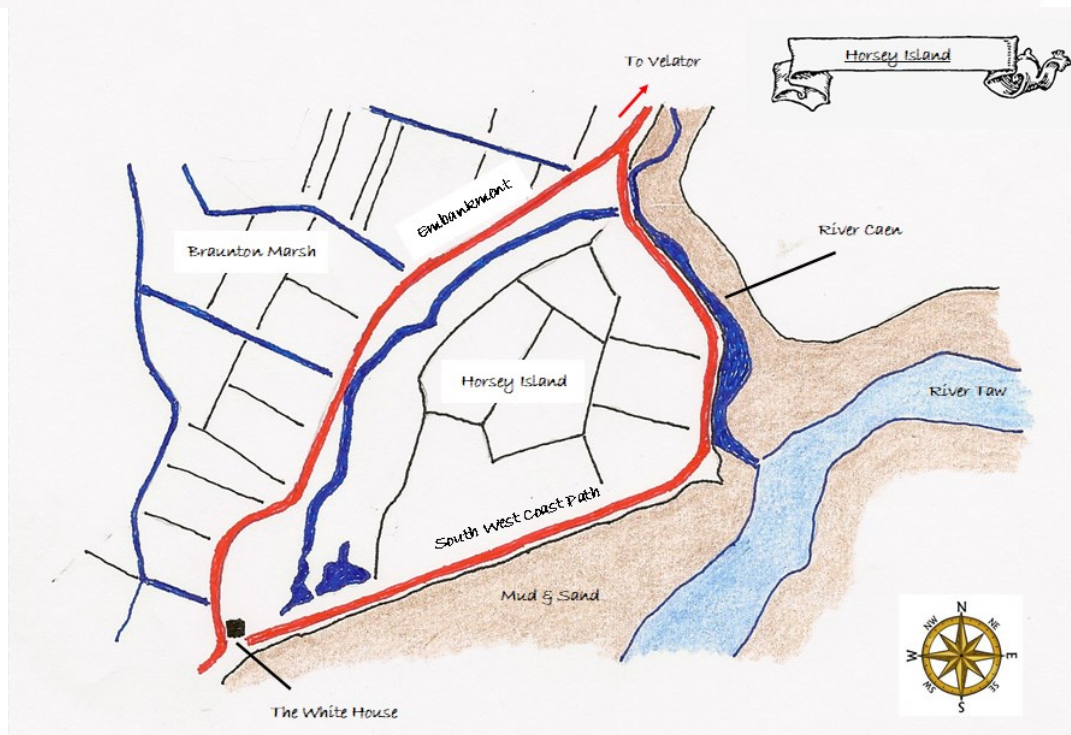 Horsey Island
To Velator
Embankment
River Caen
Braunton Marsh
Horsey Island
River Taw
South West Coast Path
Mud & Sand
The White House
N
NE
E
SE
S
SW
W
NW